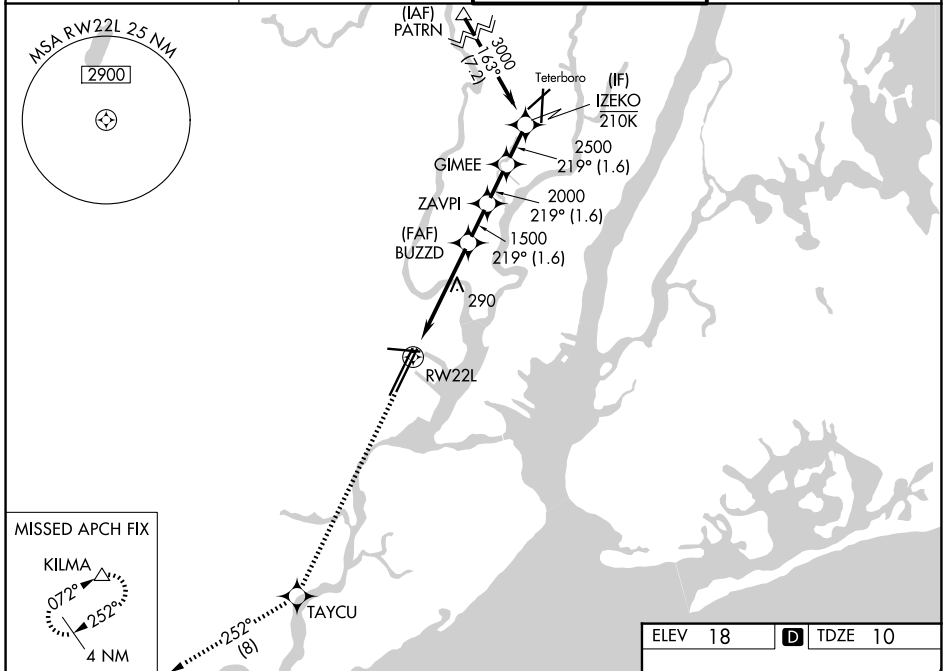 MSA RW22L 25 NM
2900
(IAF)
PATRN
3000
163°
(7.2)
Teterboro
(IF)
IZEKO
210K
2500
219° (1.6)
GIMEE
2000
219° (1.6)
ZAVPI
1500
219° (1.6)
(FAF)
BUZZD
290
RW22L
MISSED APCH FIX
KILMA
072°
252°
4 NM
TAYCU
252°
(8)
ELEV 18
D
TDZE 10